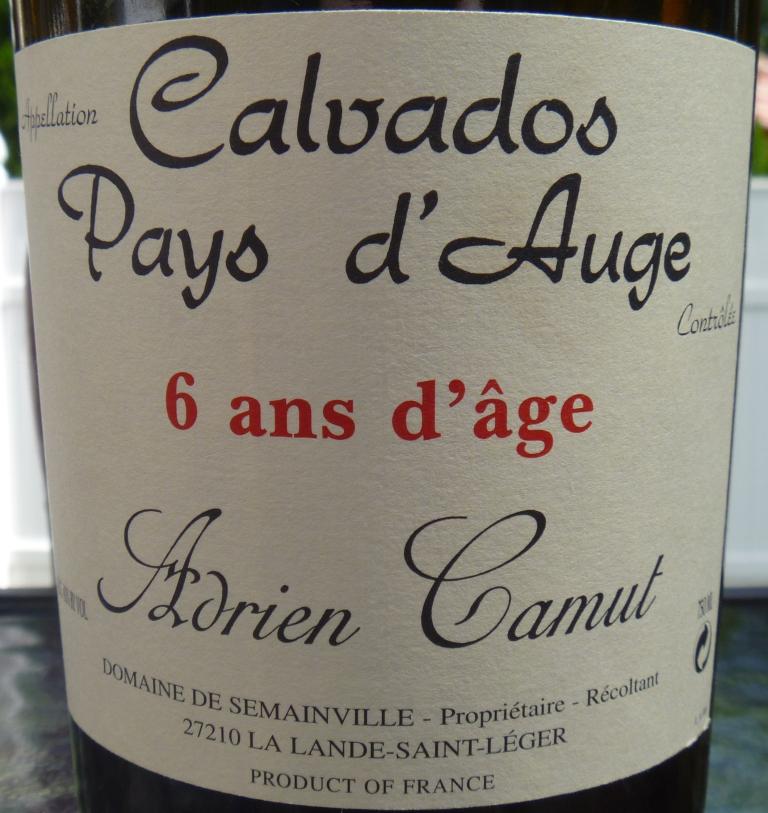 Appellation
Calvados
Pays d'Auge
Contrôlée
6 ans d'âge
Adrien Camut
DOMAINE DE SEMAINVILLE - Propriétaire - Récoltant
27210 LA LANDE-SAINT-LÉGER
PRODUCT OF FRANCE